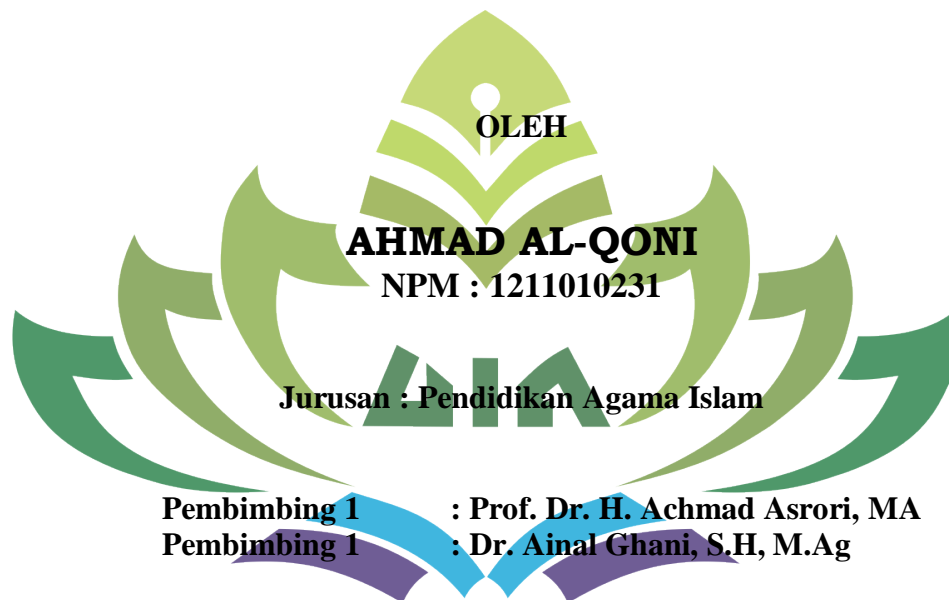 OLEH
AHMAD AL-QONI
NPM : 1211010231
Jurusan : Pendidikan Agama Islam
Pembimbing 1 : Prof. Dr. H. Achmad Asrori, MA
Pembimbing 1 : Dr. Ainal Ghani, S.H, M.Ag